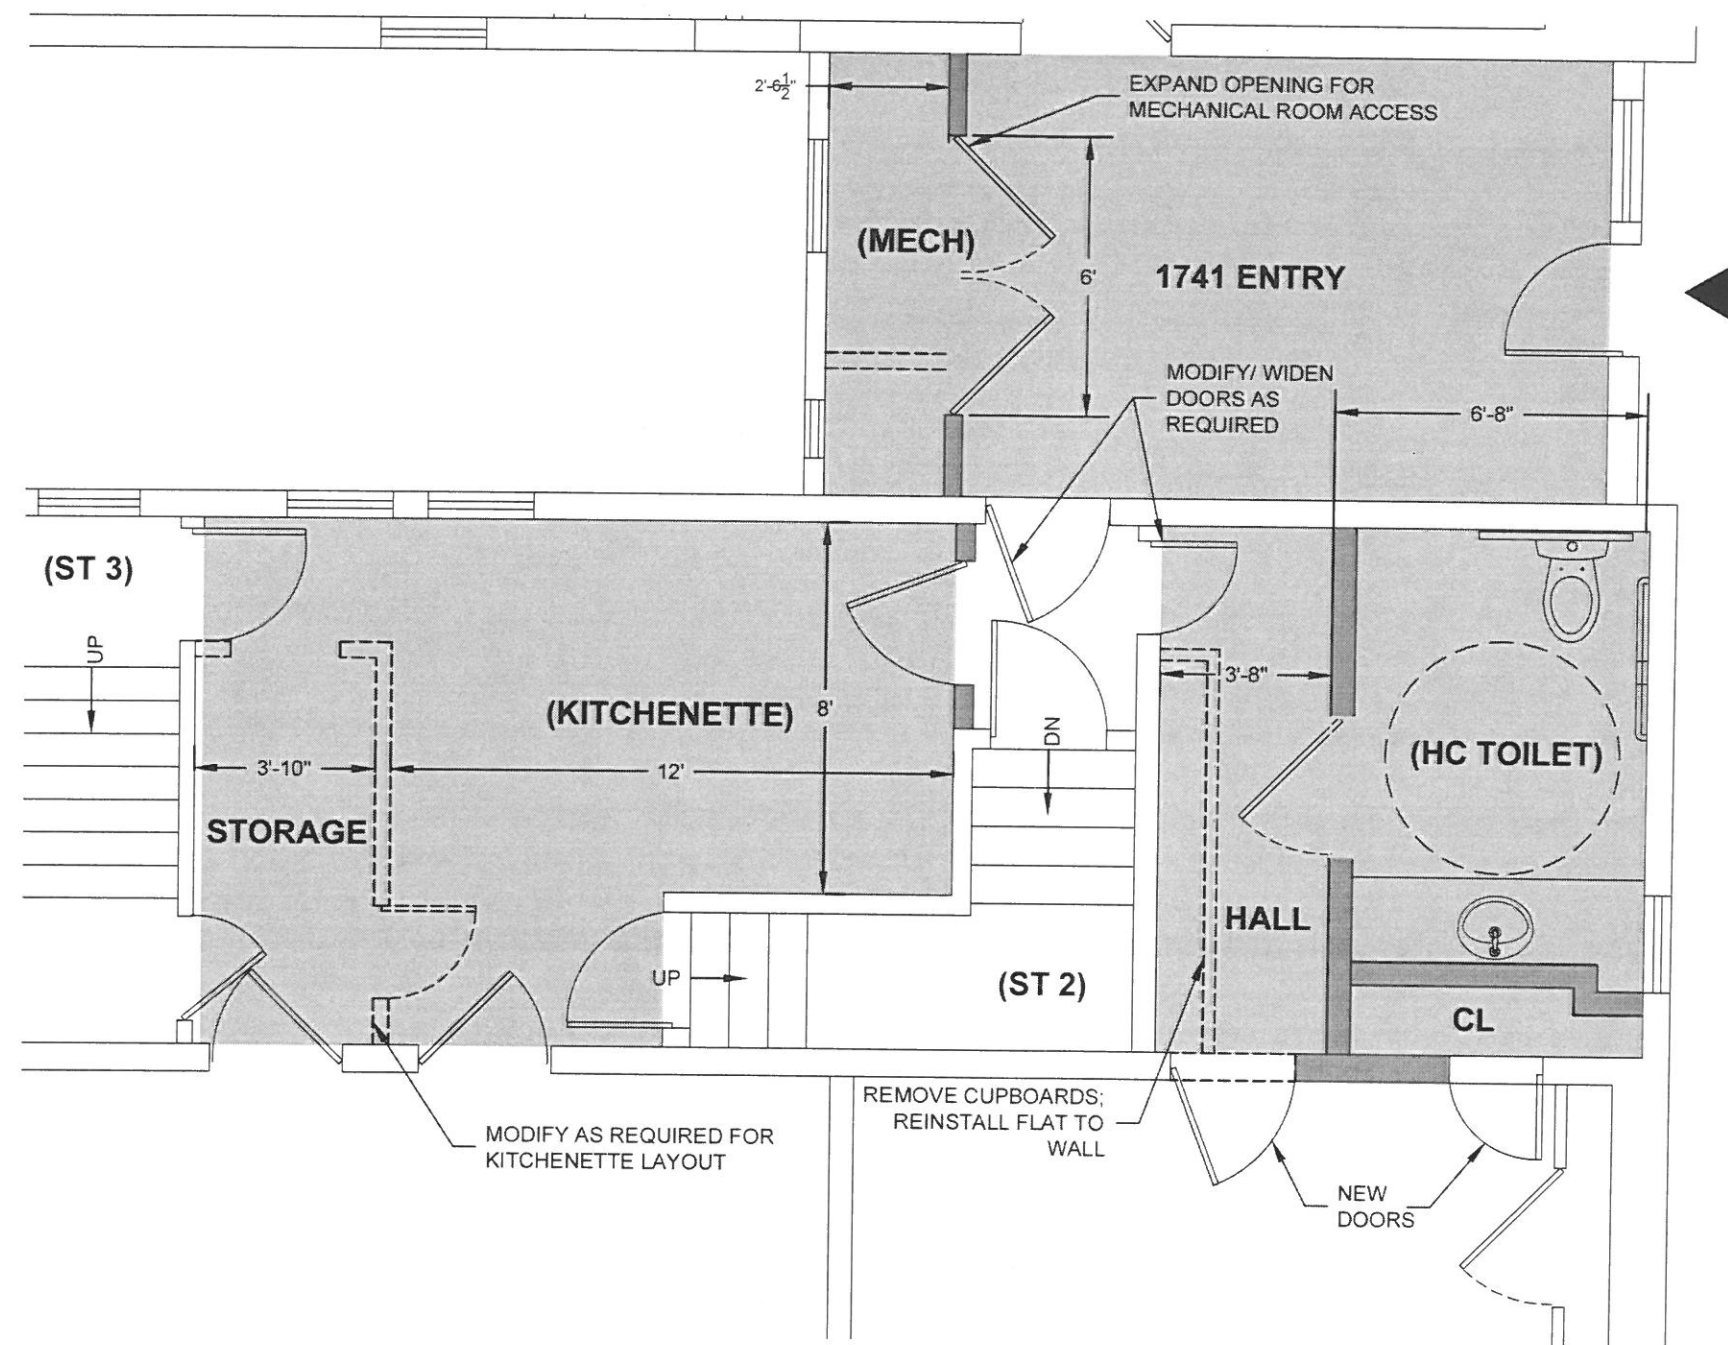 2'-6½"
EXPAND OPENING FOR
MECHANICAL ROOM ACCESS
(MECH)
6'
1741 ENTRY
MODIFY/ WIDEN
DOORS AS
REQUIRED
6'-8"
(ST 3)
UP
(KITCHENETTE)
8'
3'-8"
DN
(HC TOILET)
3'-10"
12'
STORAGE
HALL
UP
(ST 2)
CL
REMOVE CUPBOARDS;
REINSTALL FLAT TO
WALL
MODIFY AS REQUIRED FOR
KITCHENETTE LAYOUT
NEW
DOORS